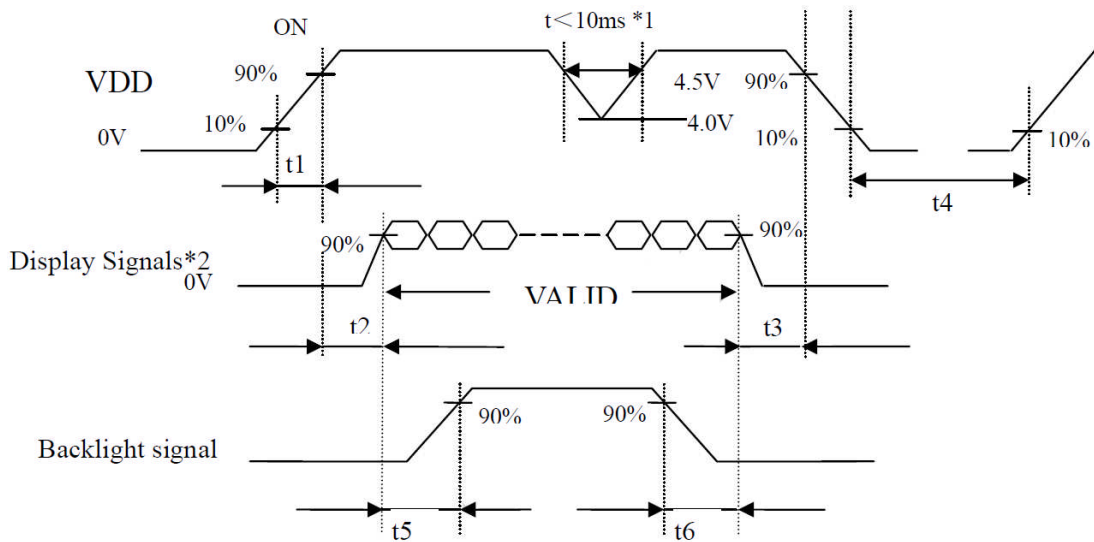 ON
t＜10ms *1
VDD
90%
4.5V
90%
0V
10%
4.0V
10%
10%
t1
t4
90%
90%
Display Signals*2
0V
VALID
t2
t3
90%
90%
Backlight signal
t5
t6